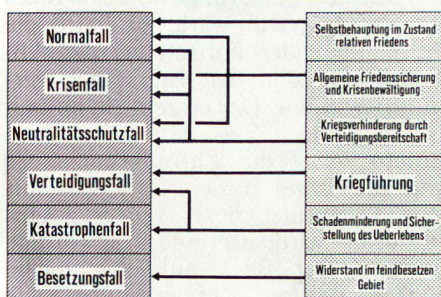 Normalfall
Krisenfall
Neutralitätsschutzfall
Verteidigungsfall
Katastrophenfall
Besetzungsfall
Selbstbehauptung im Zustand
relativen Friedens
Allgemeine Friedenssicherung
und Krisenbewältigung
Kriegsverhinderung durch
Verteidigungsbereitschaft
Kriegführung
Schadenminderung und Sicher-
stellung des Ueberlebens
Widerstand im feindbesetzen
Gebiet